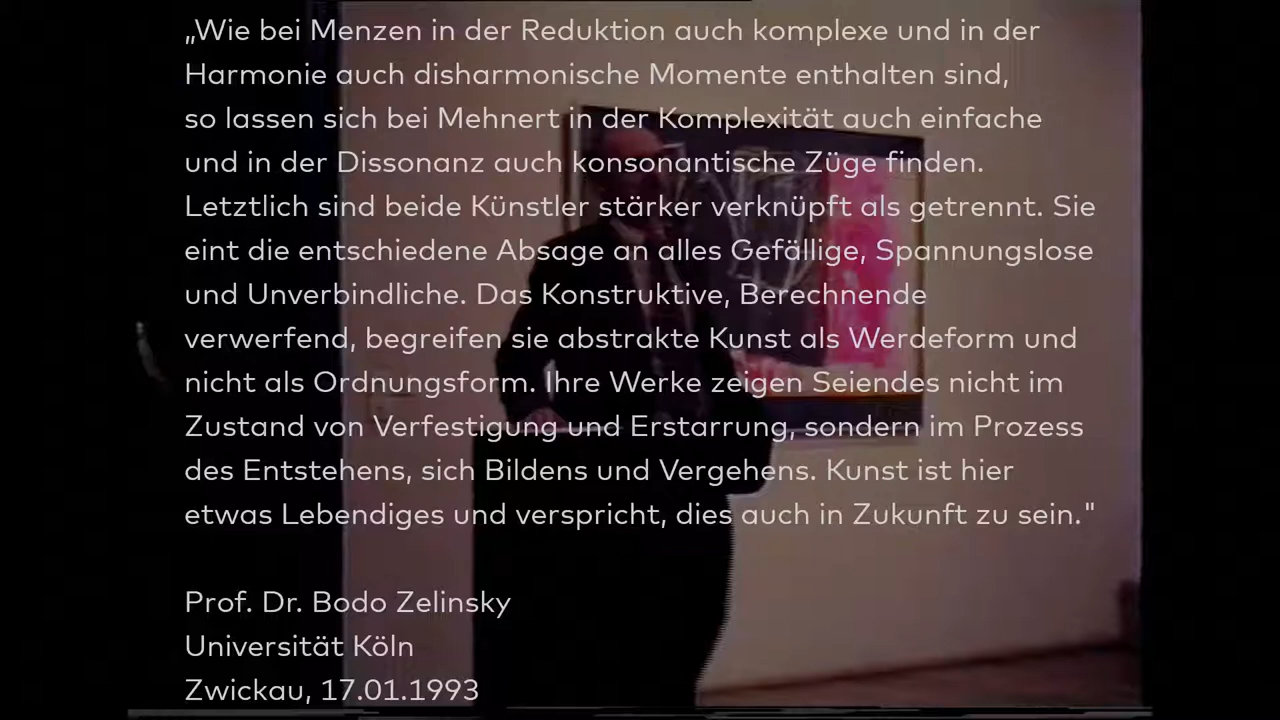 „Wie bei Menzen in der Reduktion auch komplexe und in der
Harmonie auch disharmonische Momente enthalten sind,
so lassen sich bei Mehnert in der Komplexität auch einfache
und in der Dissonanz auch konsonantische Züge finden.
Letztlich sind beide Künstler stärker verknüpft als getrennt. Sie
eint die entschiedene Absage an alles Gefällige, Spannungslose
und Unverbindliche. Das Konstruktive, Berechnende
verwerfend, begreifen sie abstrakte Kunst als Werdeform und
nicht als Ordnungsform. Ihre Werke zeigen Seiendes nicht im
Zustand von Verfestigung und Erstarrung, sondern im Prozess
des Entstehens, sich Bildens und Vergehens. Kunst ist hier
etwas Lebendiges und verspricht, dies auch in Zukunft zu sein."
Prof. Dr. Bodo Zelinsky
Universität Köln
Zwickau, 17.01.1993